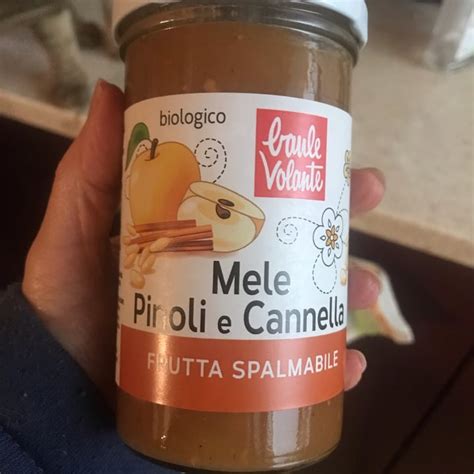 biologico
baule
Volante
Mele
Pinoli e Cannella
FRUTTA SPALMABILE